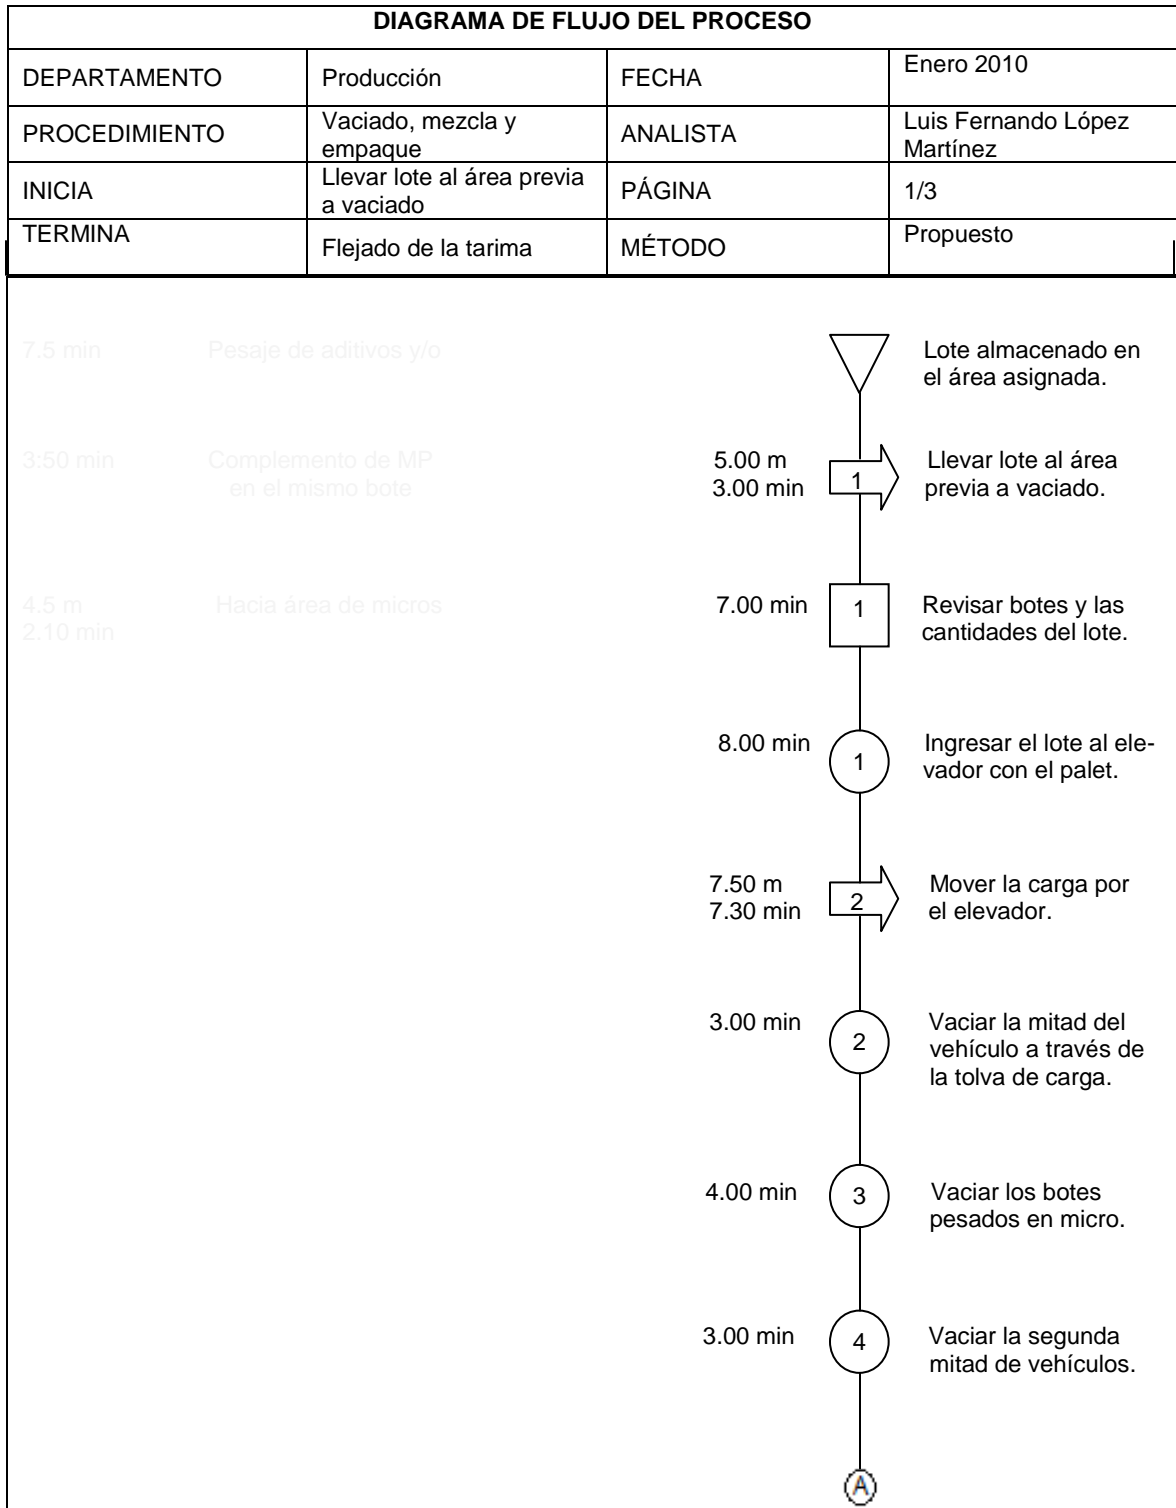 DIAGRAMA DE FLUJO DEL PROCESO
DEPARTAMENTO
Producción
FECHA
Enero 2010
PROCEDIMIENTO
Vaciado, mezcla y
empaque
ANALISTA
Luis Fernando López
Martínez
INICIA
Llevar lote al área previa
a vaciado
PÁGINA
1/3
TERMINA
Flejado de la tarima
MÉTODO
Propuesto
7.5 min
Pesaje de aditivos y/o
Lote almacenado en
el área asignada.
3:50 min
Complemento de MP
en el mismo bote
5.00 m
3.00 min
1
Llevar lote al área
previa a vaciado.
4.5 m
2.10 min
Hacia área de micros
7.00 min
1
Revisar botes y las
cantidades del lote.
8.00 min
1
Ingresar el lote al ele-
vador con el palet.
7.50 m
7.30 min
2
Mover la carga por
el elevador.
3.00 min
2
Vaciar la mitad del
vehículo a través de
la tolva de carga.
4.00 min
3
Vaciar los botes
pesados en micro.
3.00 min
4
Vaciar la segunda
mitad de vehículos.
A